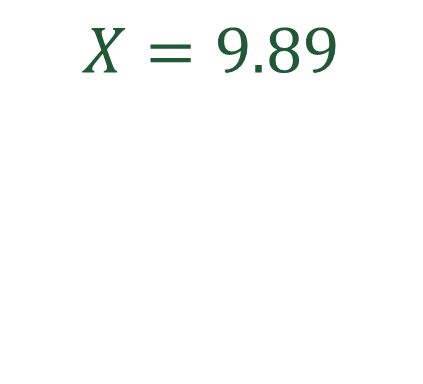 X = 9.89